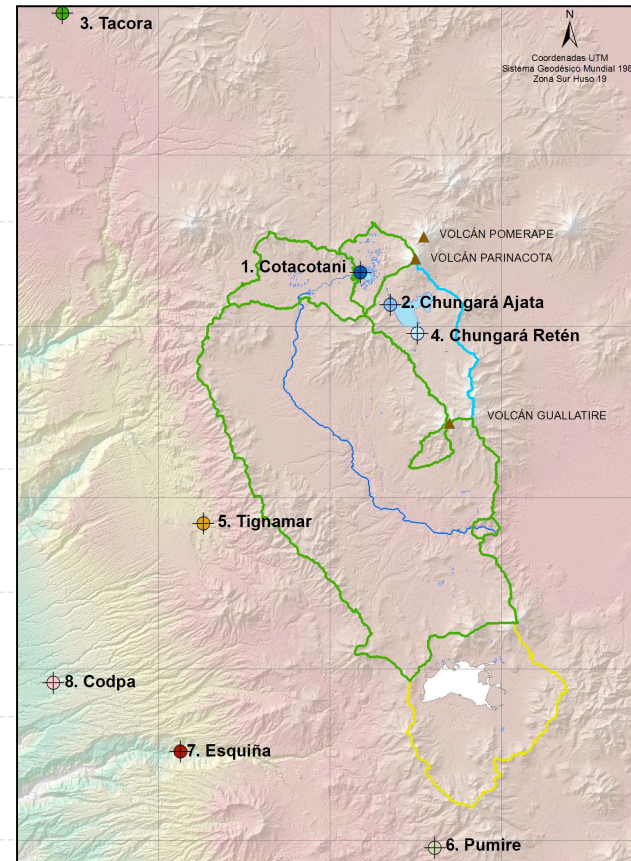 3. Tacora
N
Coordenadas UTM
Sistema Geodésico Mundial 198
Zona Sur Huso 19
VOLCÁN POMERAPE
VOLCÁN PARINACOTA
1. Cotacotani
2. Chungará Ajata
4. Chungará Retén
VOLCÁN GUALLATIRE
5. Tignamar
8. Codpa
7. Esquiña
6. Pumire